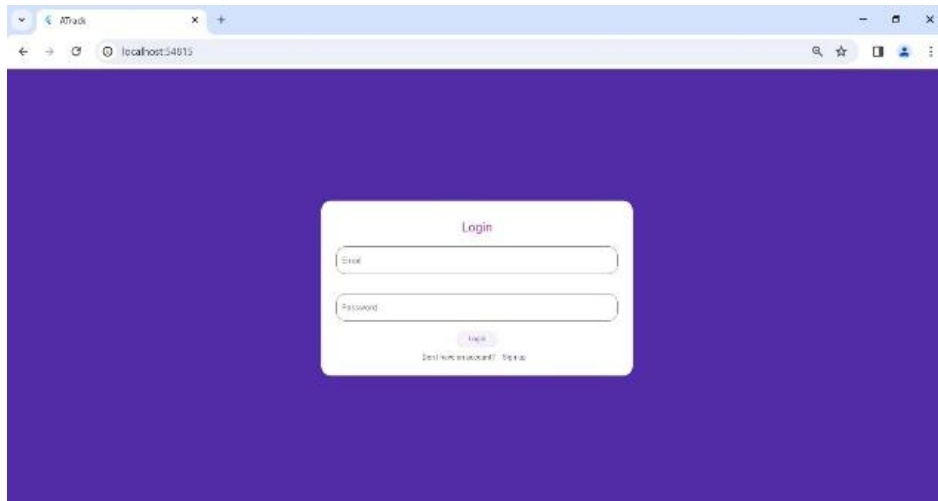 ATrack
localhost:54815
Login
Email
Password
Login
Don't have an account? Sign up